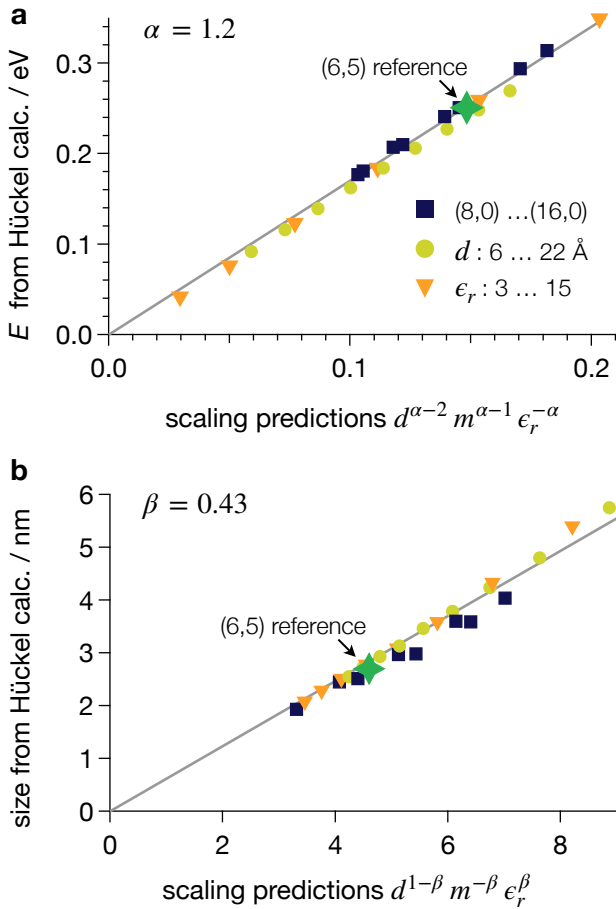 a
α = 1.2
(6,5) reference
E from Hückel calc. / eV
0.3
0.2
0.1
0.0
(8,0) ...(16,0)
d : 6 ... 22 Å
ϵr : 3 ... 15
0.0 0.1 0.2
scaling predictions d^{α−2} m^{α−1} ϵ_r^{−α}
b
β = 0.43
(6,5) reference
size from Hückel calc. / nm
6
5
4
3
2
1
0
0 2 4 6 8
scaling predictions d^{1−β} m^{−β} ϵ_r^{β}